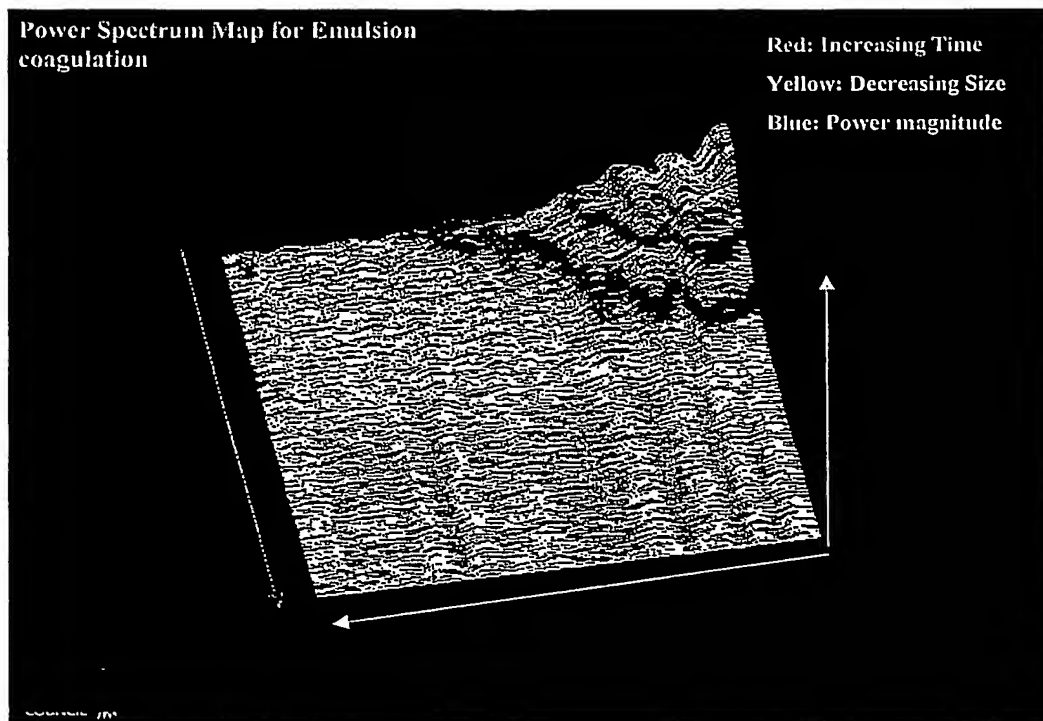 Power Spectrum Map for Emulsion
coagulation
Red: Increasing Time
Yellow: Decreasing Size
Blue: Power magnitude